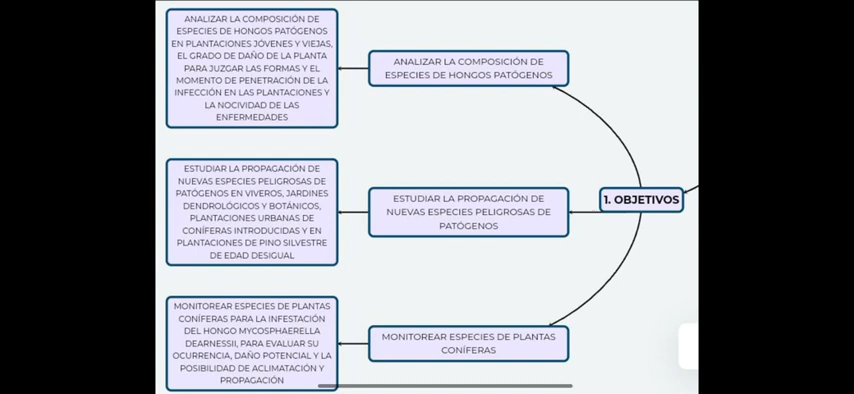 ANALIZAR LA COMPOSICIÓN DE
ESPECIES DE HONGOS PATÓGENOS
EN PLANTACIONES JÓVENES Y VIEJAS,
EL GRADO DE DAÑO DE LA PLANTA
PARA JUZGAR LAS FORMAS Y EL
MOMENTO DE PENETRACIÓN DE LA
INFECCIÓN EN LAS PLANTACIONES Y
LA NOCIVIDAD DE LAS
ENFERMEDADES
ANALIZAR LA COMPOSICIÓN DE
ESPECIES DE HONGOS PATÓGENOS
ESTUDIAR LA PROPAGACIÓN DE
NUEVAS ESPECIES PELIGROSAS DE
PATÓGENOS EN VIVEROS, JARDINES
DENDROLÓGICOS Y BOTÁNICOS,
PLANTACIONES URBANAS DE
CONÍFERAS INTRODUCIDAS Y EN
PLANTACIONES DE PINO SILVESTRE
DE EDAD DESIGUAL
ESTUDIAR LA PROPAGACIÓN DE
NUEVAS ESPECIES PELIGROSAS DE
PATÓGENOS
1. OBJETIVOS
MONITOREAR ESPECIES DE PLANTAS
CONÍFERAS PARA LA INFESTACIÓN
DEL HONGO MYCOSPHAERELLA
DEARNESSII, PARA EVALUAR SU
OCURRENCIA, DAÑO POTENCIAL Y LA
POSIBILIDAD DE ACLIMATACIÓN Y
PROPAGACIÓN
MONITOREAR ESPECIES DE PLANTAS
CONÍFERAS